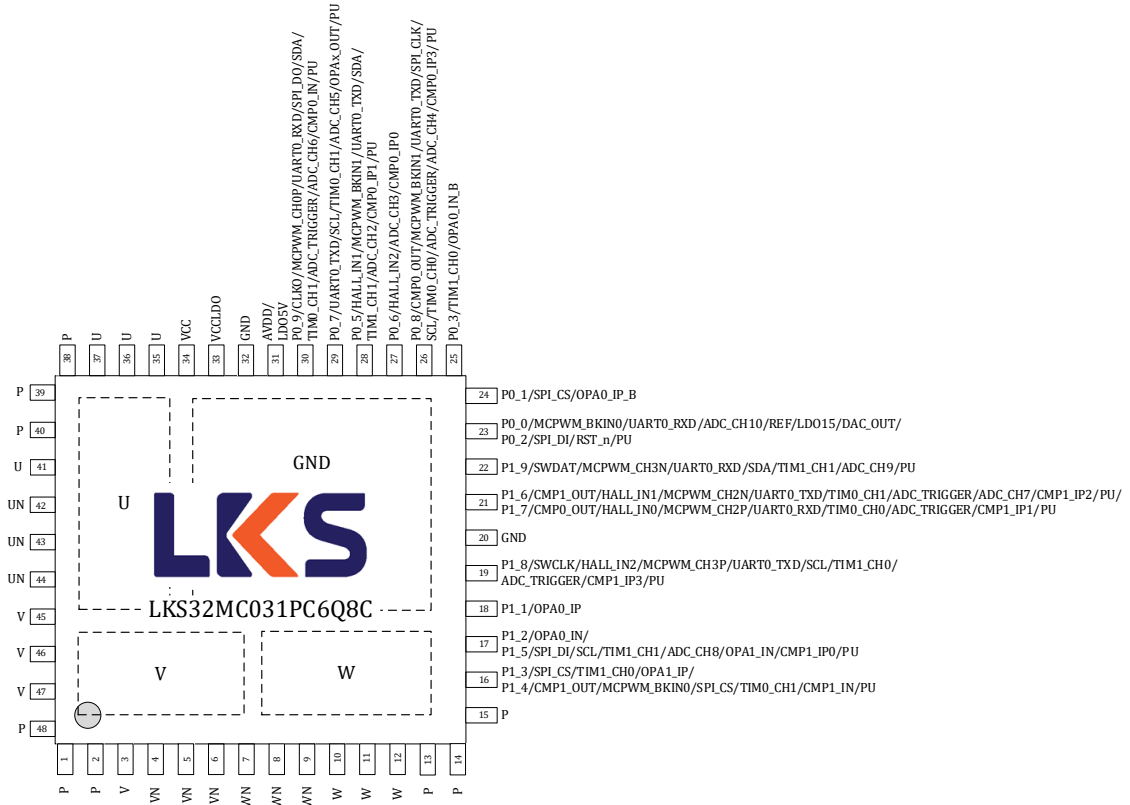 P0_9/CLKO/MCPWM_CH0P/UART0_RXD/SPI_DO/SDA/
TIM0_CH1/ADC_TRIGGER/ADC_CH6/CMP0_IN/PU
P0_7/UART0_TXD/SCL/TIM0_CH1/ADC_CH5/OPAx_OUT/PU
P0_5/HALL_IN1/MCPWM_BKIN1/UART0_TXD/SDA/
TIM1_CH1/ADC_CH2/CMP0_IP1/PU
P0_6/HALL_IN2/ADC_CH3/CMP0_IP0
P0_8/CMP0_OUT/MCPWM_BKIN1/UART0_TXD/SPI_CLK/
SCL/TIM0_CH0/ADC_TRIGGER/ADC_CH4/CMP0_IP3/PU
P0_3/TIM1_CH0/OPA0_IN_B
P
U
U
U
VCC
VCCLDO
GND
AVDD/
LDO5V
38
37
36
35
34
33
32
31
30
29
28
27
26
25
P 39
P 40
U 41
UN 42
UN 43
UN 44
V 45
V 46
V 47
P 48
U
GND
LKS
LKS32MC031PC6Q8C
V
W
24 P0_1/SPI_CS/OPA0_IP_B
23 P0_0/MCPWM_BKIN0/UART0_RXD/ADC_CH10/REF/LDO15/DAC_OUT/
P0_2/SPI_DI/RST_n/PU
22 P1_9/SWDAT/MCPWM_CH3N/UART0_RXD/SDA/TIM1_CH1/ADC_CH9/PU
21 P1_6/CMP1_OUT/HALL_IN1/MCPWM_CH2N/UART0_TXD/TIM0_CH1/ADC_TRIGGER/ADC_CH7/CMP1_IP2/PU/
P1_7/CMP0_OUT/HALL_IN0/MCPWM_CH2P/UART0_RXD/TIM0_CH0/ADC_TRIGGER/CMP1_IP1/PU
20 GND
19 P1_8/SWCLK/HALL_IN2/MCPWM_CH3P/UART0_TXD/SCL/TIM1_CH0/
ADC_TRIGGER/CMP1_IP3/PU
18 P1_1/OPA0_IP
17 P1_2/OPA0_IN/
P1_5/SPI_DI/SCL/TIM1_CH1/ADC_CH8/OPA1_IN/CMP1_IP0/PU
16 P1_3/SPI_CS/TIM1_CH0/OPA1_IP/
P1_4/CMP1_OUT/MCPWM_BKIN0/SPI_CS/TIM0_CH1/CMP1_IN/PU
15 P
1
2
3
4
5
6
7
8
9
10
11
12
13
14
P
P
V
VN
VN
VN
WN
WN
WN
W
W
W
P
P